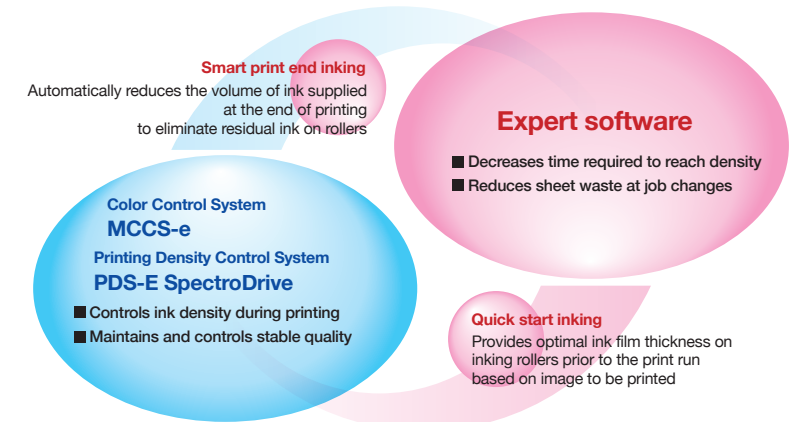 Smart print end inking
Automatically reduces the volume of ink supplied
at the end of printing
to eliminate residual ink on rollers
Expert software
■ Decreases time required to reach density
■ Reduces sheet waste at job changes
Color Control System
MCCS-e
Printing Density Control System
PDS-E SpectroDrive
■ Controls ink density during printing
■ Maintains and controls stable quality
Quick start inking
Provides optimal ink film thickness on
inking rollers prior to the print run
based on image to be printed